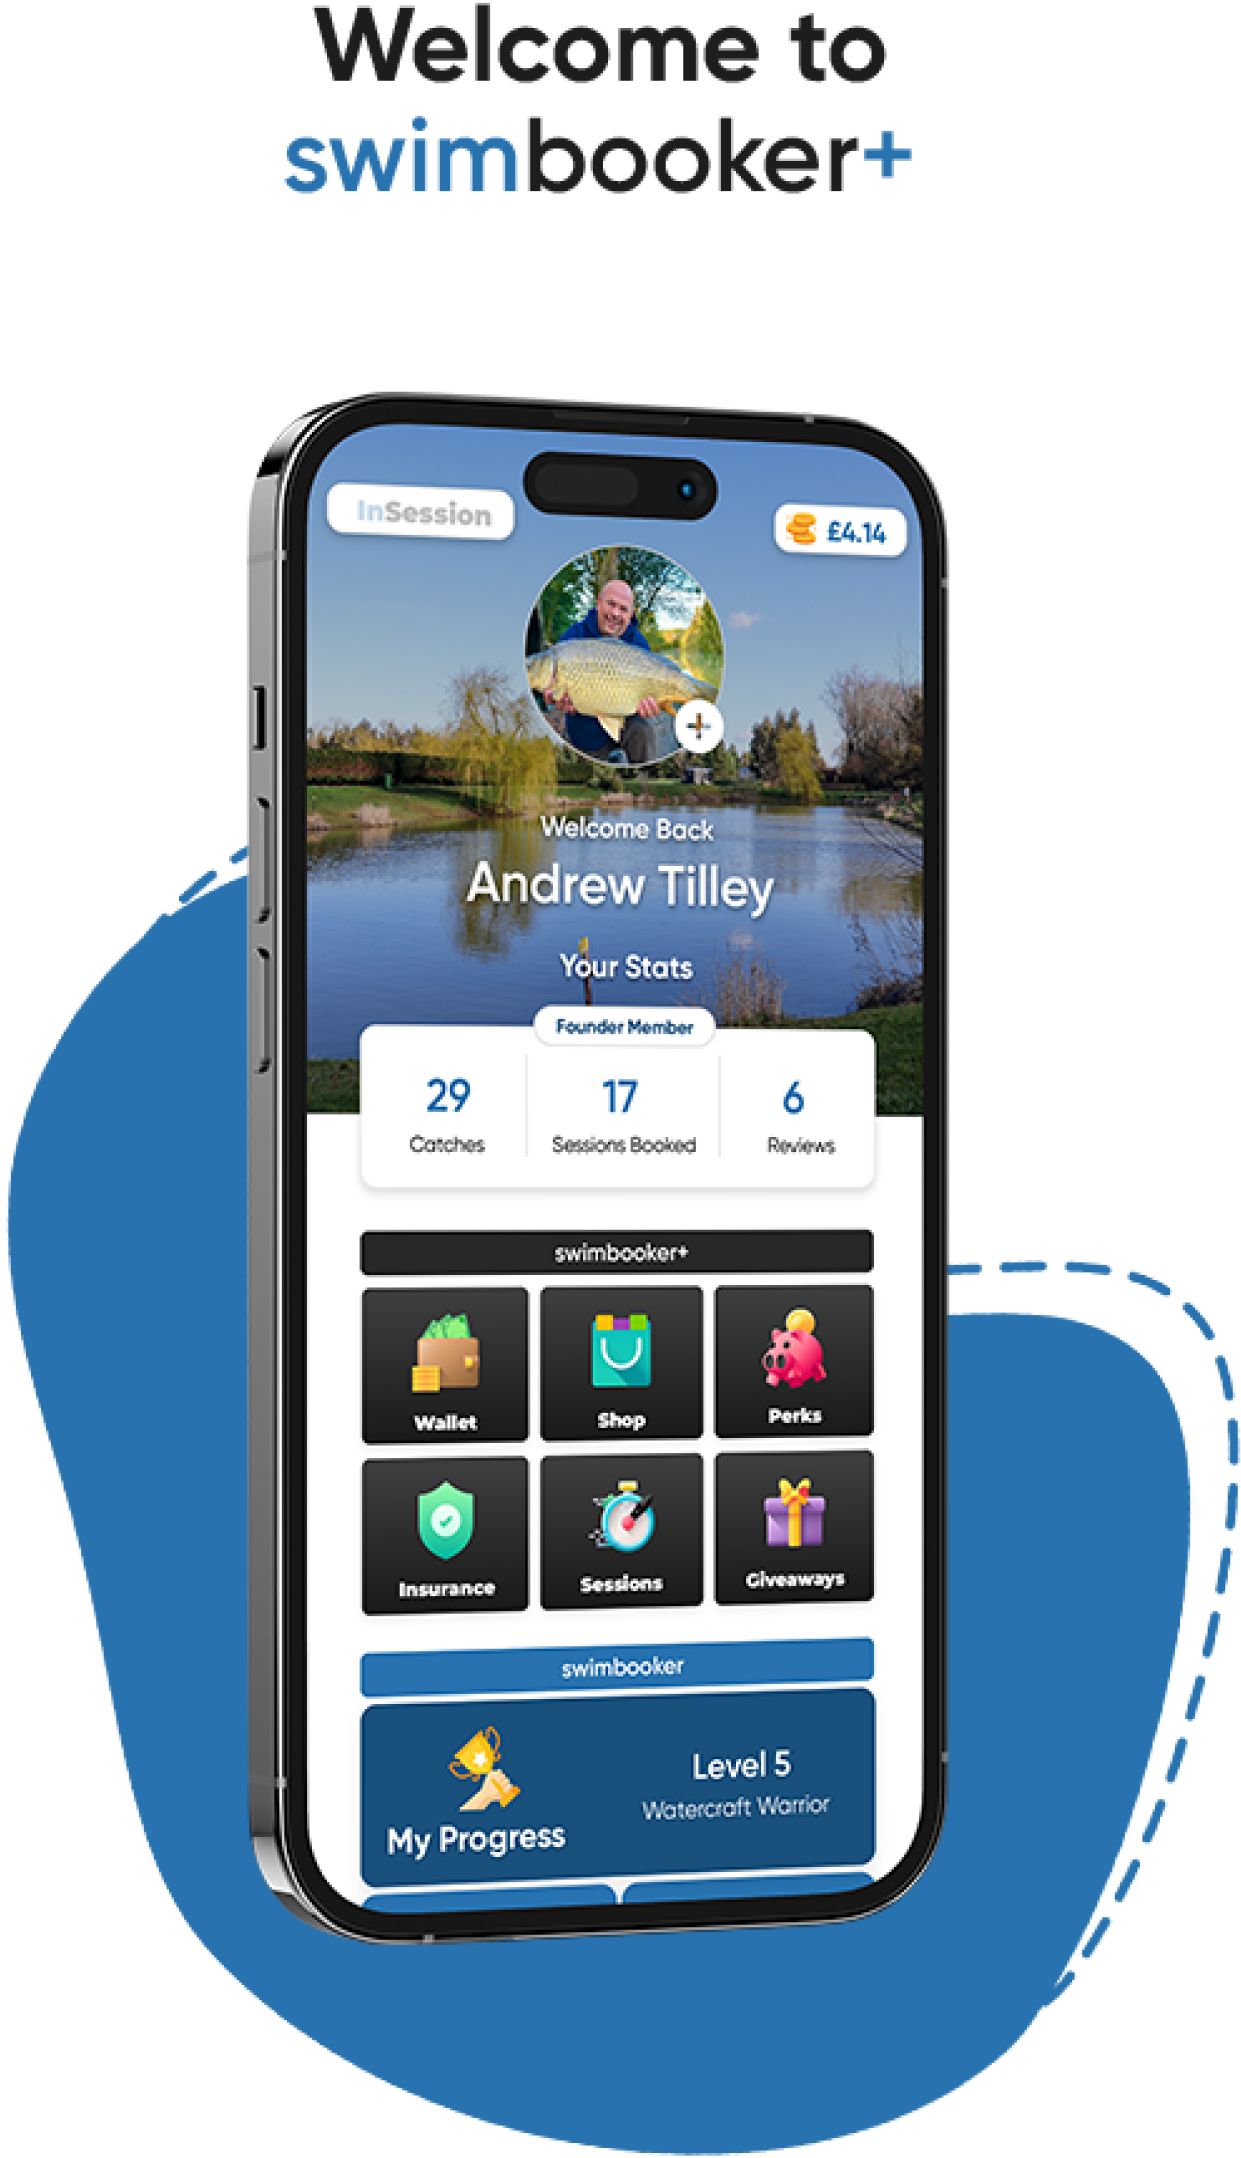 Welcome to
swimbooker+
InSession
£4.14
Welcome Back
Andrew Tilley
Your Stats
Founder Member
29 17 6
Catches Sessions Booked Reviews
swimbooker+
Wallet Shop Perks
Insurance Sessions Giveaways
swimbooker
Level 5
Watercraft Warrior
My Progress